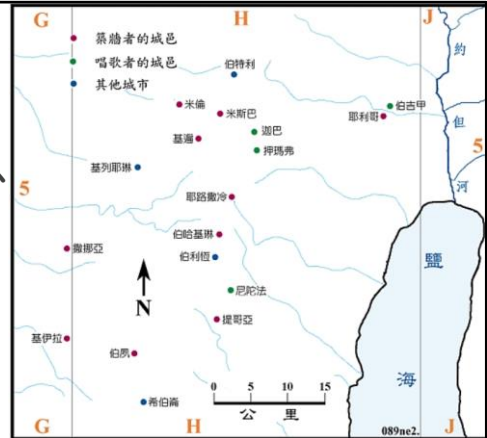 G
H
J
築牆者的城邑
唱歌者的城邑
其他城市
伯特利
約
但
河
米倫
米斯巴
伯吉甲
耶利哥
基遍
迦巴
押瑪弗
5
基列耶琳
5
耶路撒冷
伯哈基琳
撒挪亞
伯利恆
鹽
尼陀法
N
提哥亞
基伊拉
伯夙
海
0 5 10 15
公里
希伯崙
089ne2.
G
H
J